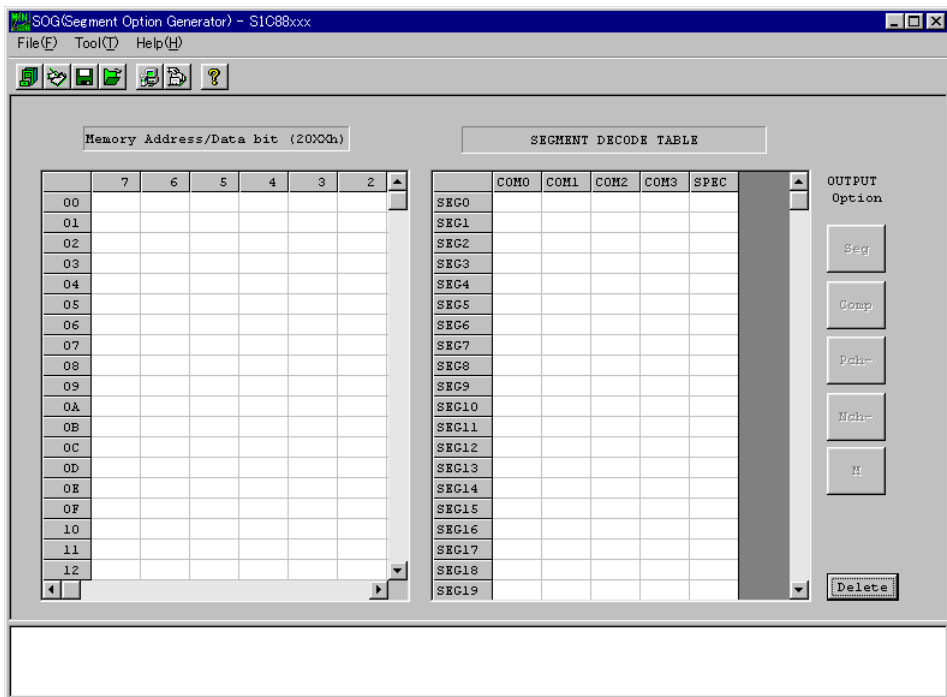 SOG(Segment Option Generator) - S1C88xxx
File(F) Tool(T) Help(H)
Memory Address/Data bit (20XXh)
7 6 5 4 3 2
00
01
02
03
04
05
06
07
08
09
0A
0B
0C
0D
0E
0F
10
11
12
SEGMENT DECODE TABLE
COM0 COM1 COM2 COM3 SPEC
SEG0
SEG1
SEG2
SEG3
SEG4
SEG5
SEG6
SEG7
SEG8
SEG9
SEG10
SEG11
SEG12
SEG13
SEG14
SEG15
SEG16
SEG17
SEG18
SEG19
OUTPUT
Option
Seg
Comp
Pch-
Nch-
M
Delete